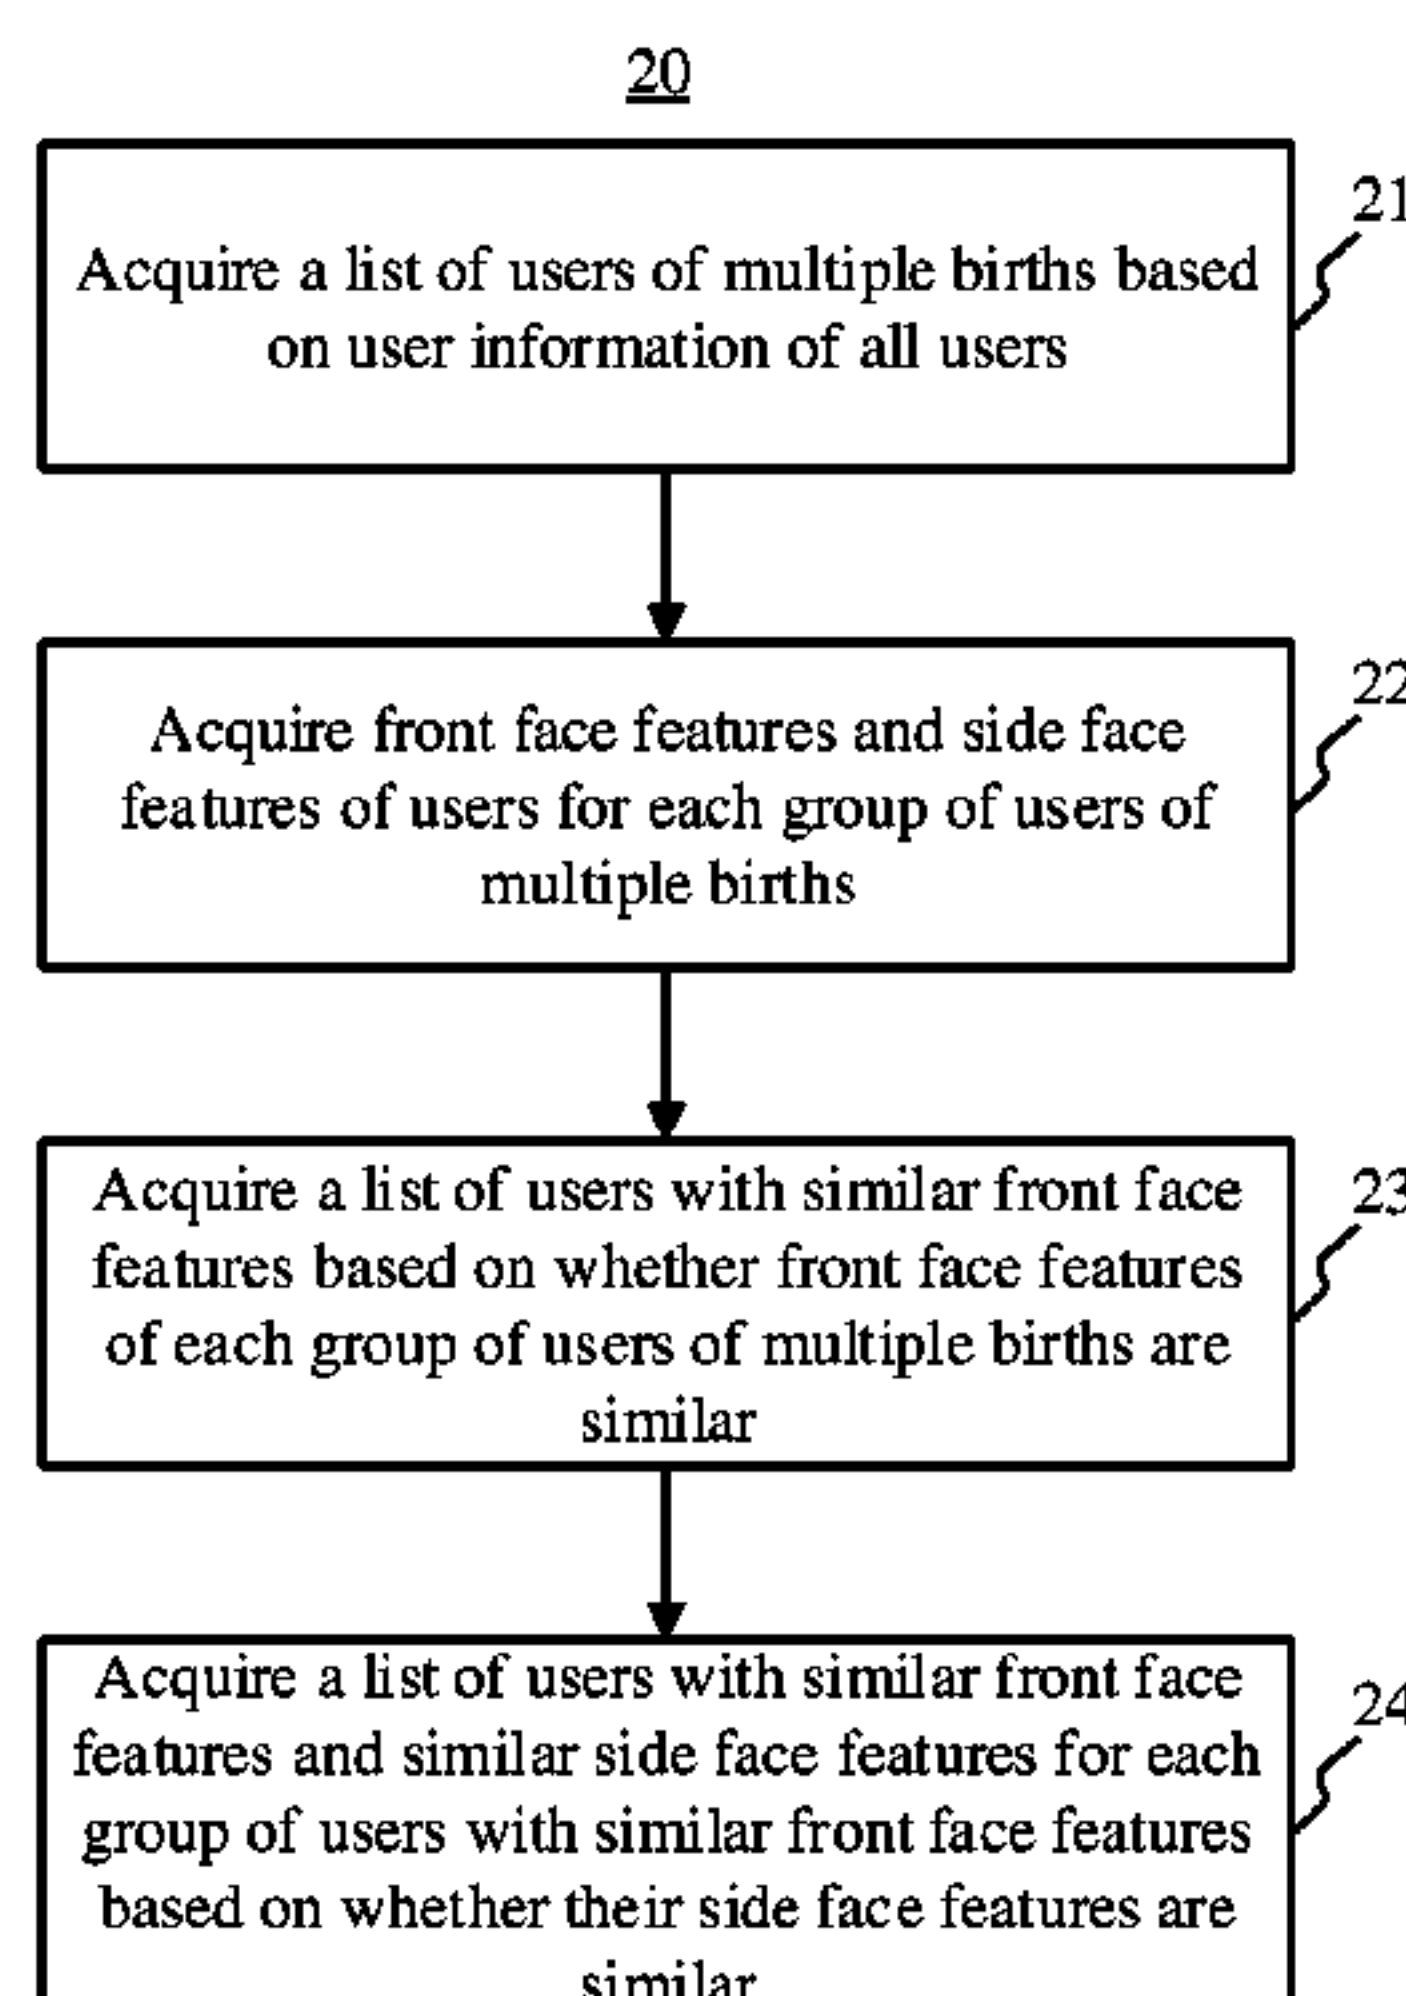 20
Acquire a list of users of multiple births based
on user information of all users
21
Acquire front face features and side face
features of users for each group of users of
multiple births
22
Acquire a list of users with similar front face
features based on whether front face features
of each group of users of multiple births are
similar
23
Acquire a list of users with similar front face
features and similar side face features for each
group of users with similar front face features
based on whether their side face features are
similar
24